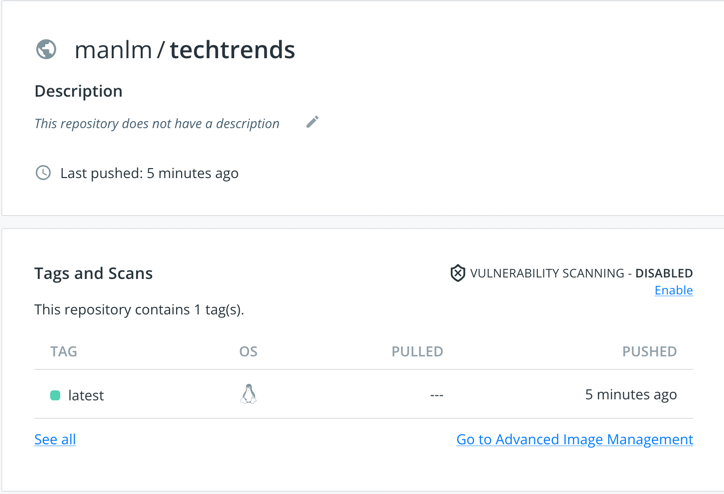 manlm / techtrends
Description
This repository does not have a description
Last pushed: 5 minutes ago
Tags and Scans
VULNERABILITY SCANNING - DISABLED
Enable
This repository contains 1 tag(s).
TAG OS PULLED PUSHED
latest --- 5 minutes ago
See all Go to Advanced Image Management